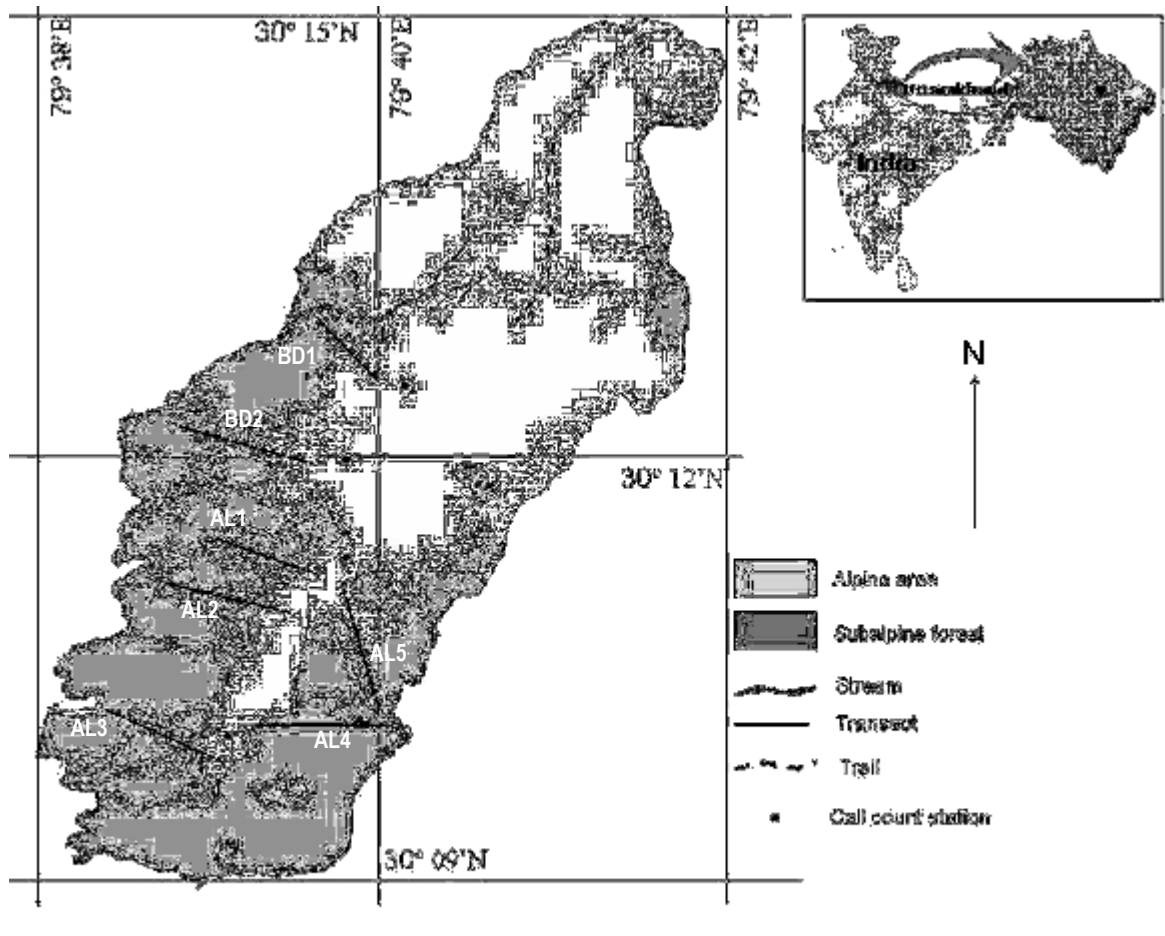 79° 38'E
30° 15'N
79° 40'E
79° 42'E
India
N
BD1
BD2
30° 12'N
AL1
AL2
AL5
AL3
AL4
30° 09'N
Alpine area
Subalpine forest
Stream
Transect
Trail
Call count station